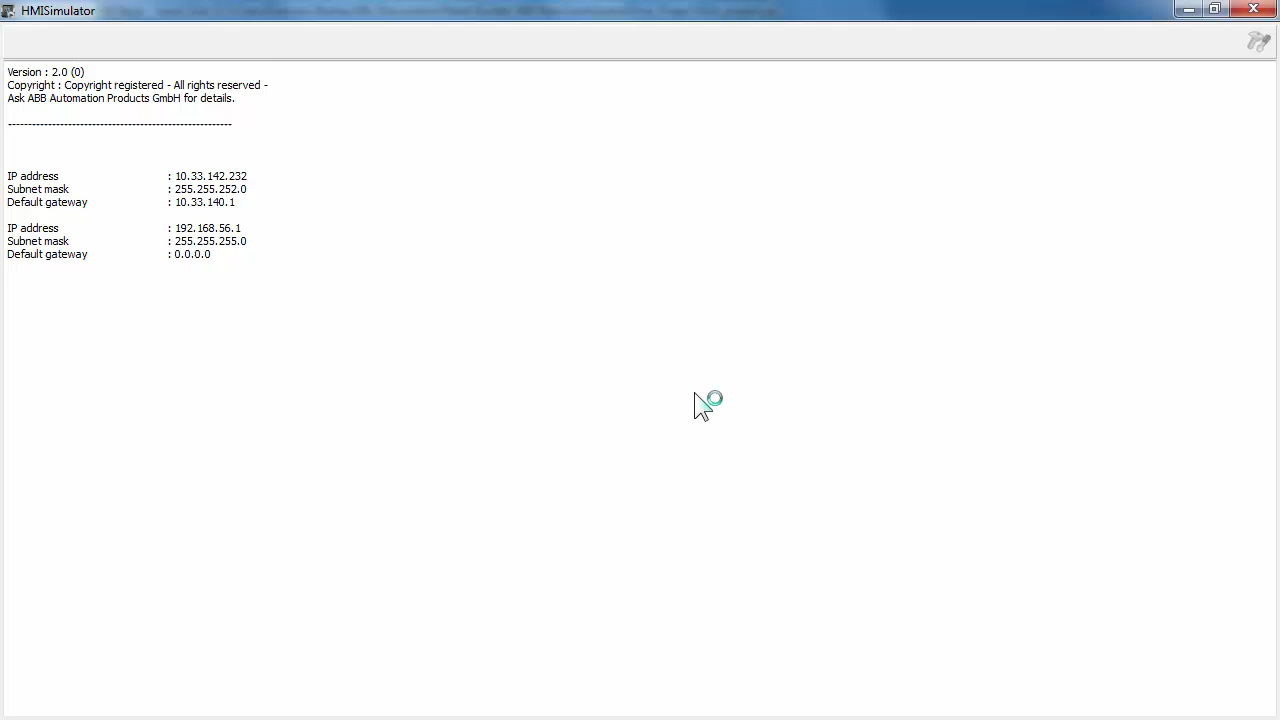 HMISimulator
Version : 2.0 (0)
Copyright : Copyright registered - All rights reserved -
Ask ABB Automation Products GmbH for details.
--------------------------------------------------------
IP address : 10.33.142.232
Subnet mask : 255.255.252.0
Default gateway : 10.33.140.1
IP address : 192.168.56.1
Subnet mask : 255.255.255.0
Default gateway : 0.0.0.0